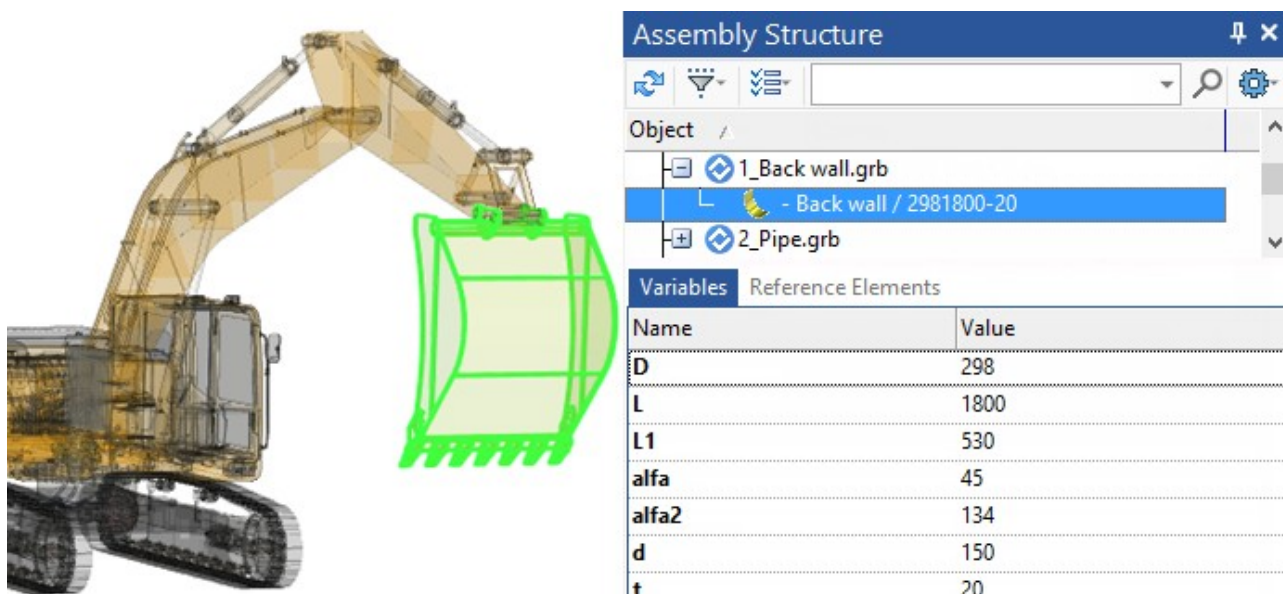 Assembly Structure
Object
1_Back wall.grb
- Back wall / 2981800-20
2_Pipe.grb
Variables Reference Elements
Name Value
D 298
L 1800
L1 530
alfa 45
alfa2 134
d 150
t 20